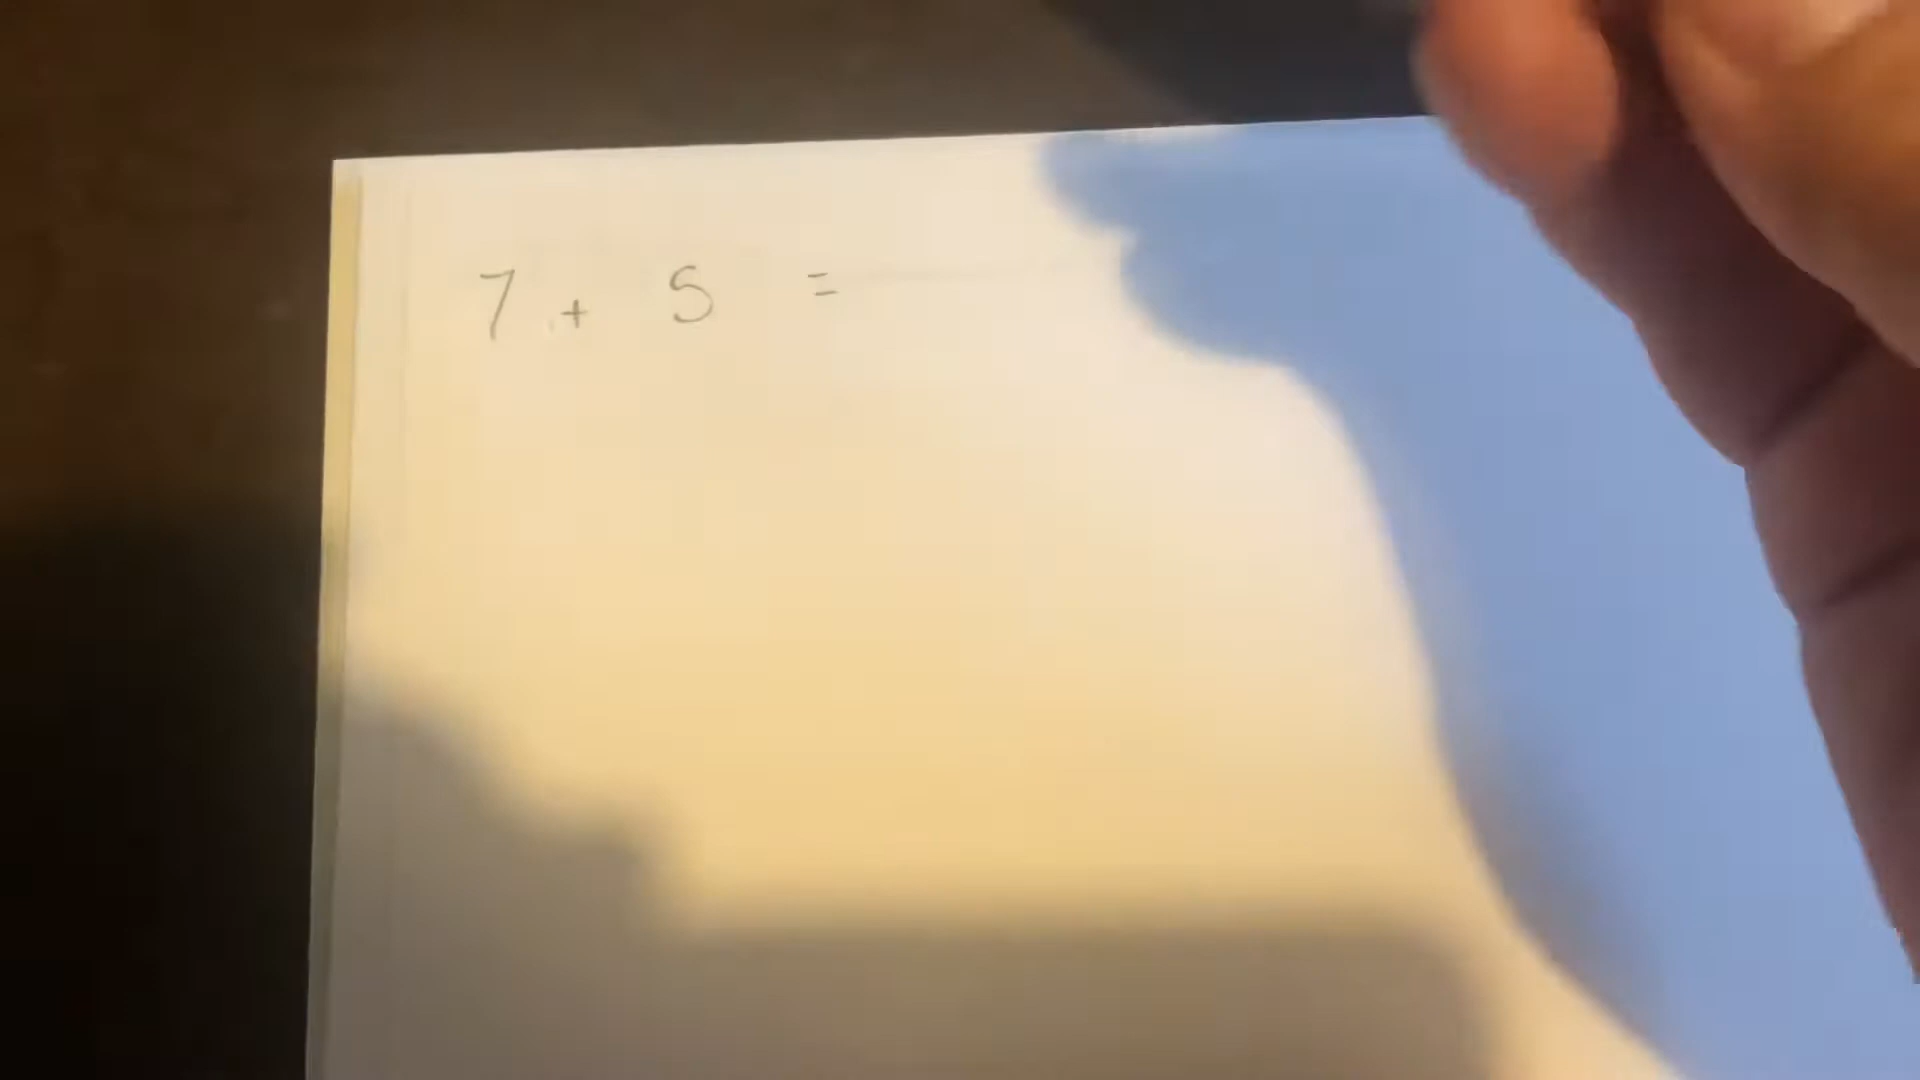 7 + 5 =